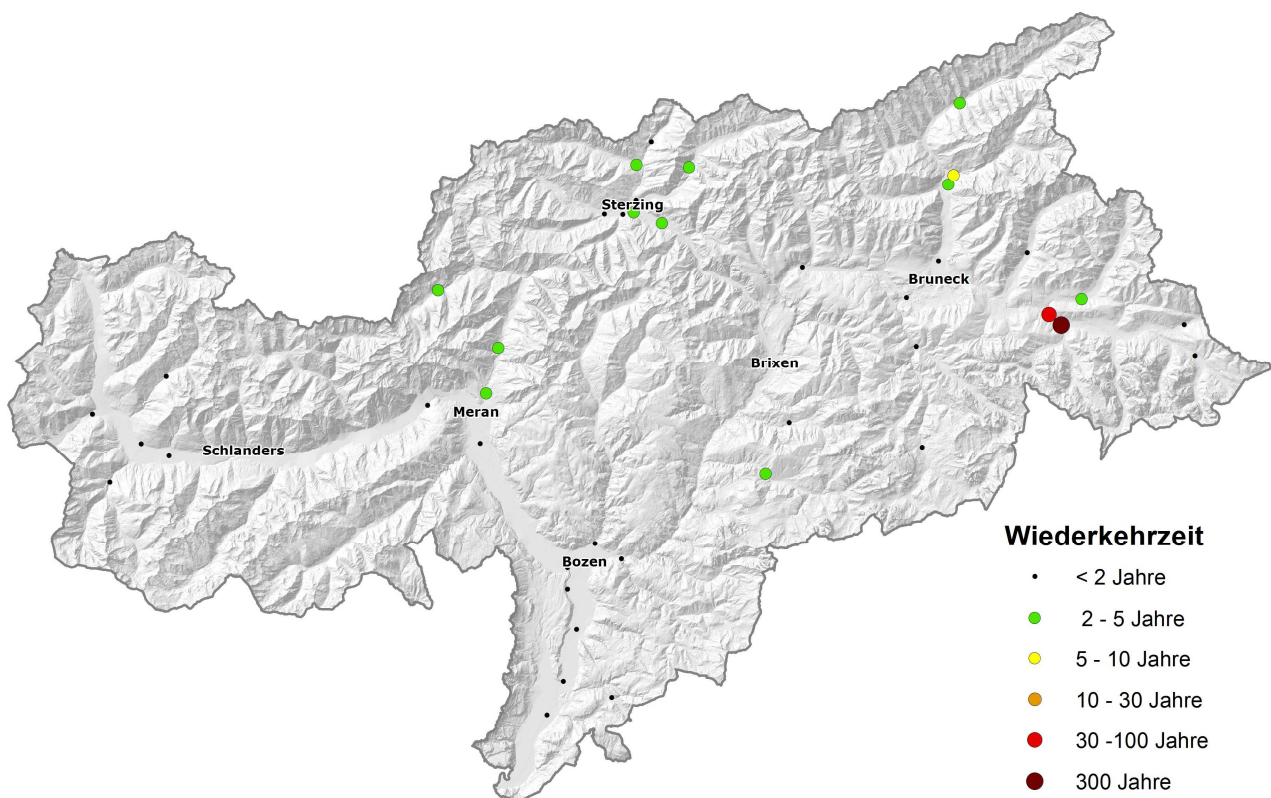 Sterzing
Bruneck
Brixen
Meran
Schlanders
Bozen
Wiederkehrzeit
< 2 Jahre
2 - 5 Jahre
5 - 10 Jahre
10 - 30 Jahre
30 -100 Jahre
300 Jahre